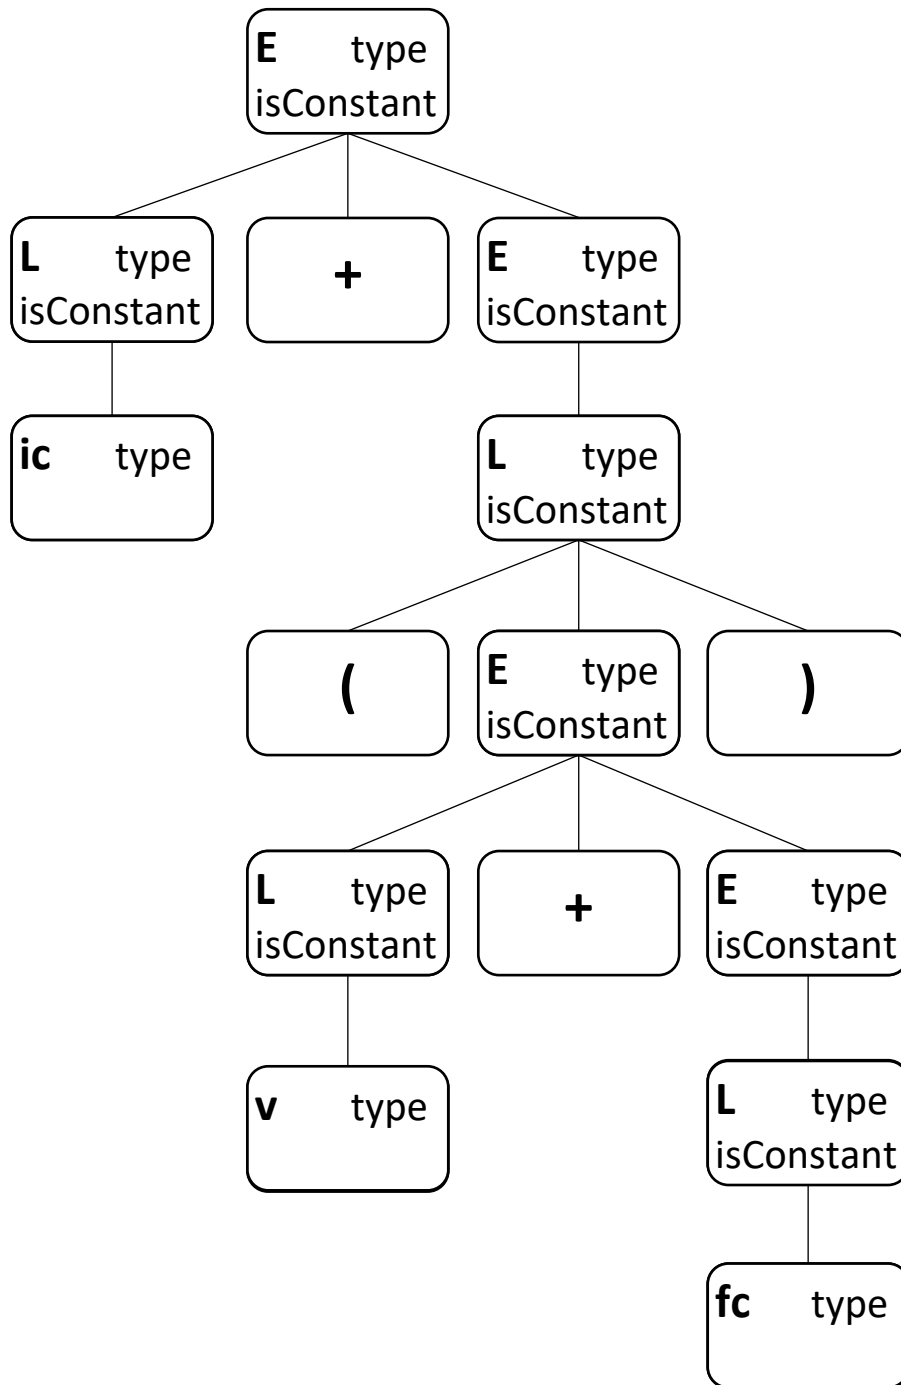 E type
isConstant
L type
isConstant
+
E type
isConstant
ic type
L type
isConstant
(
E type
isConstant
)
L type
isConstant
+
E type
isConstant
v type
L type
isConstant
fc type